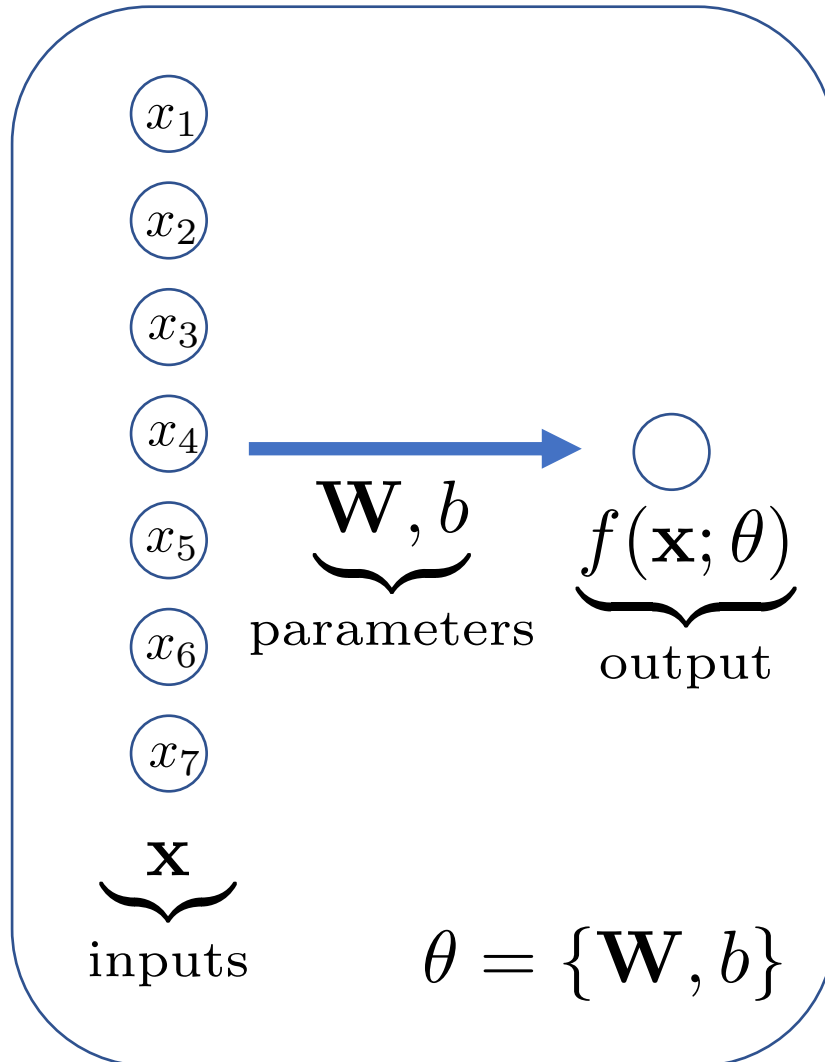 x₁
x₂
x₃
x₄
x₅
x₆
x₇
𝐱
inputs
𝐖, b
parameters
f(𝐱; θ)
output
θ = {𝐖, b}